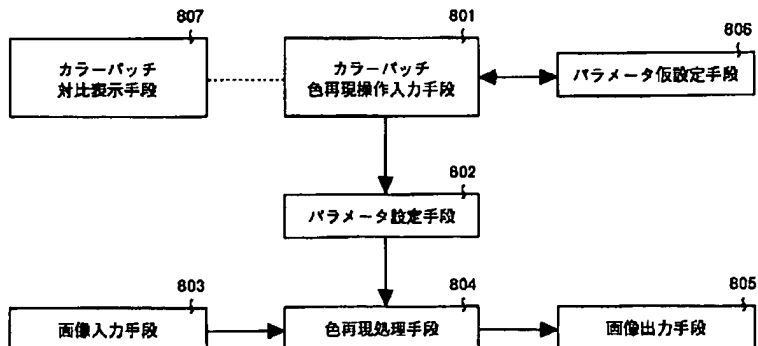 807
カラーパッチ
対比表示手段
801
カラーパッチ
色再現操作入力手段
806
パラメータ仮設定手段
802
パラメータ設定手段
803
画像入力手段
804
色再現処理手段
805
画像出力手段